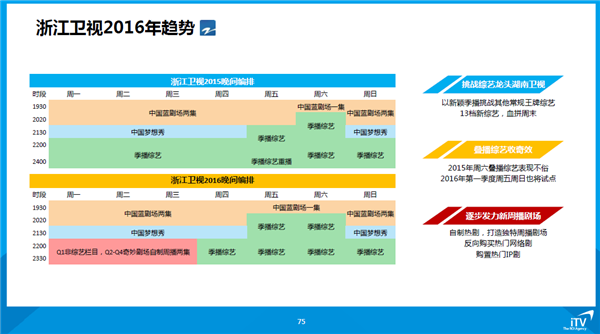 浙江卫视2016年趋势
浙江卫视2015晚间编排
时段 周一 周二 周三 周四 周五 周六 周日
1930
2020
2130
2200
2400
中国蓝剧场两集
中国蓝剧场一集
中国蓝剧场两集
季播综艺
中国梦想秀
季播综艺
中国梦想秀
季播综艺
季播综艺重播
季播综艺
季播综艺
浙江卫视2016晚间编排
时段 周一 周二 周三 周四 周五 周六 周日
1930
2020
2130
2200
2330
中国蓝剧场两集
中国蓝剧场一集
中国蓝剧场两集
季播综艺
季播综艺
中国梦想秀
中国梦想秀
Q1非综艺栏目，Q2-Q4奇妙剧场自制周播两集
季播综艺
季播综艺
季播综艺
季播综艺
挑战综艺龙头湖南卫视
以新颖季播挑战其他常规王牌综艺
13档新综艺，血拼周末
叠播综艺收奇效
2015年周六叠播综艺表现不俗
2016年第一季度周五周日也将试点
逐步发力新周播剧场
自制热剧，打造独特周播剧场
反向购买热门网络剧
购置热门IP剧
75
iTV
The BO Agency